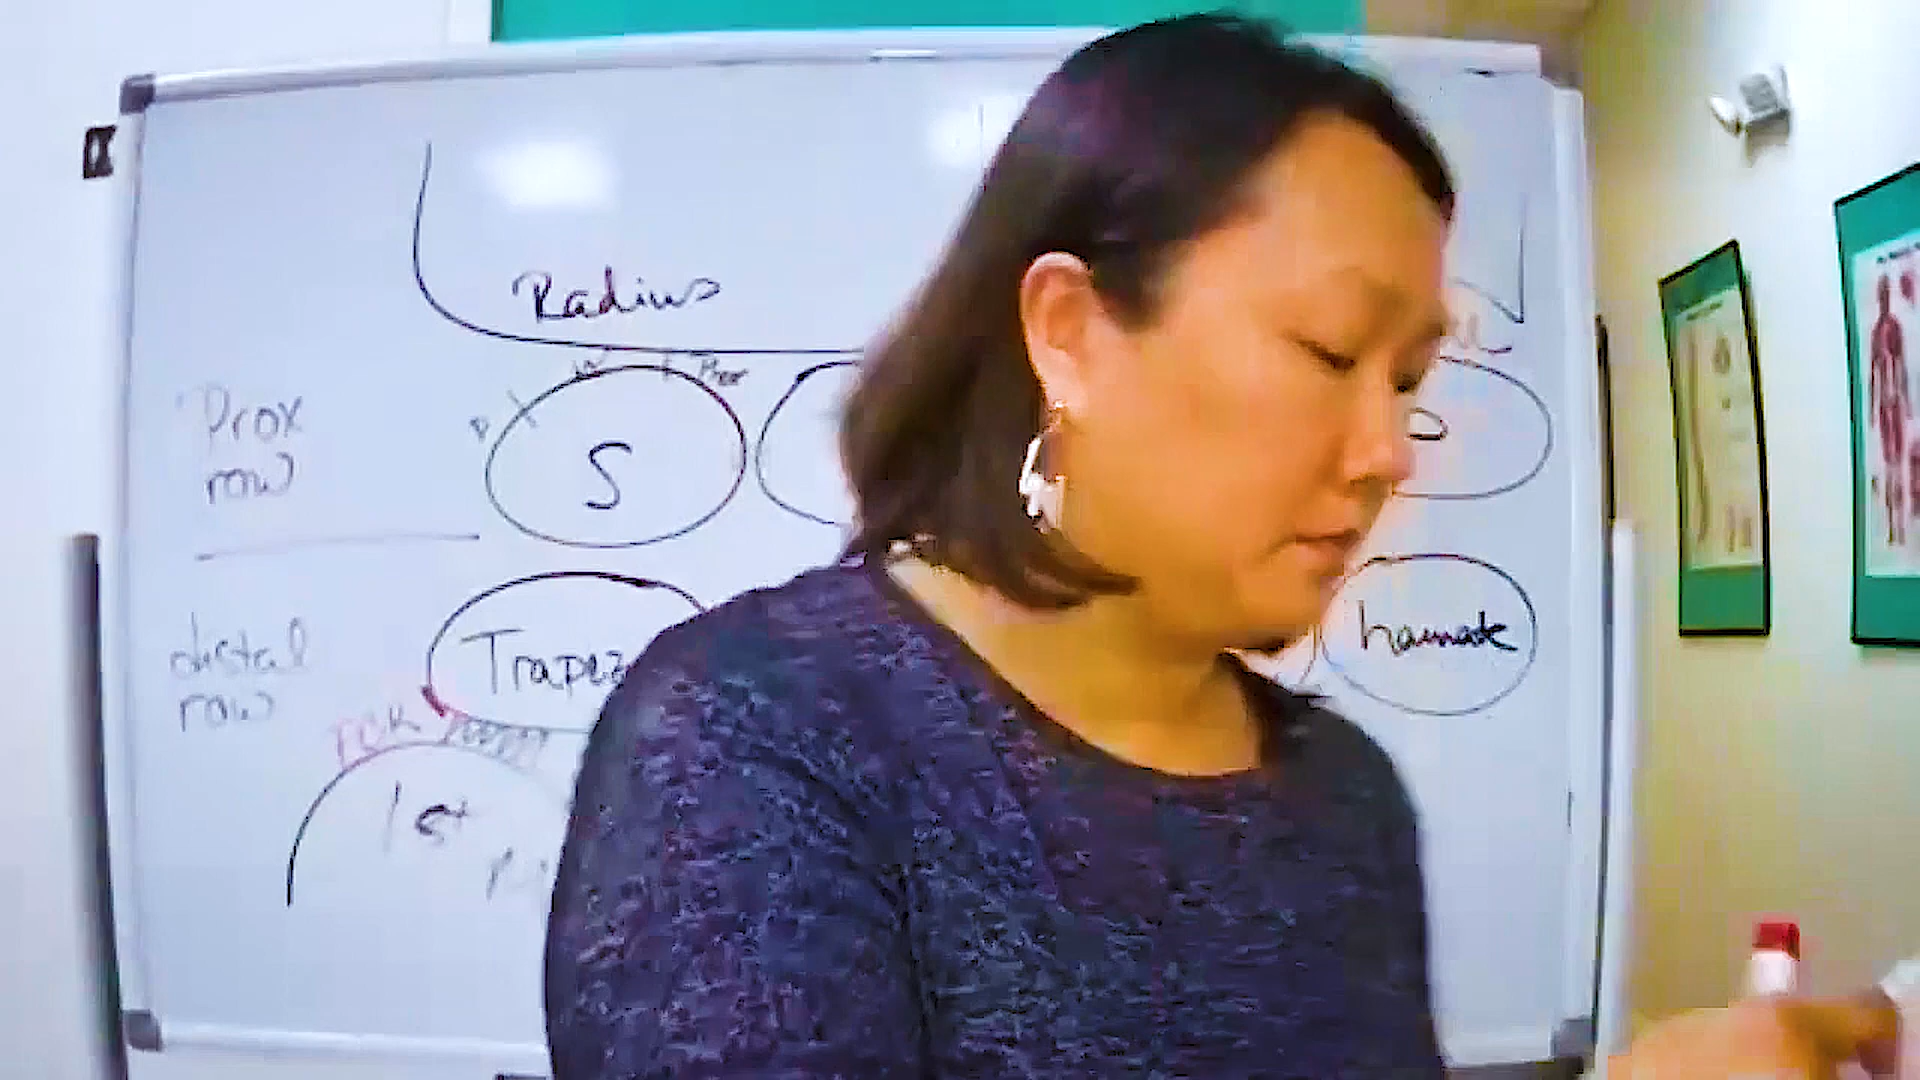 Radius
Prox
row
S
distal
row
Trapez
hamate
1st